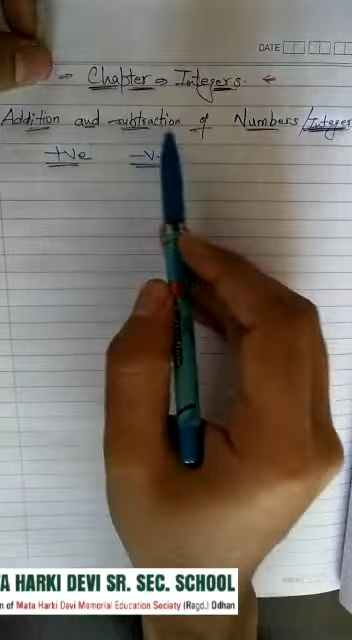 DATE
⇒ Chapter ⇒ Integers. ←
Addition and subtraction of Numbers/Integer
+ve -v
A HARKI DEVI SR. SEC. SCHOOL
n of Mata Harki Devi Memorial Education Society (Regd.) Odhan